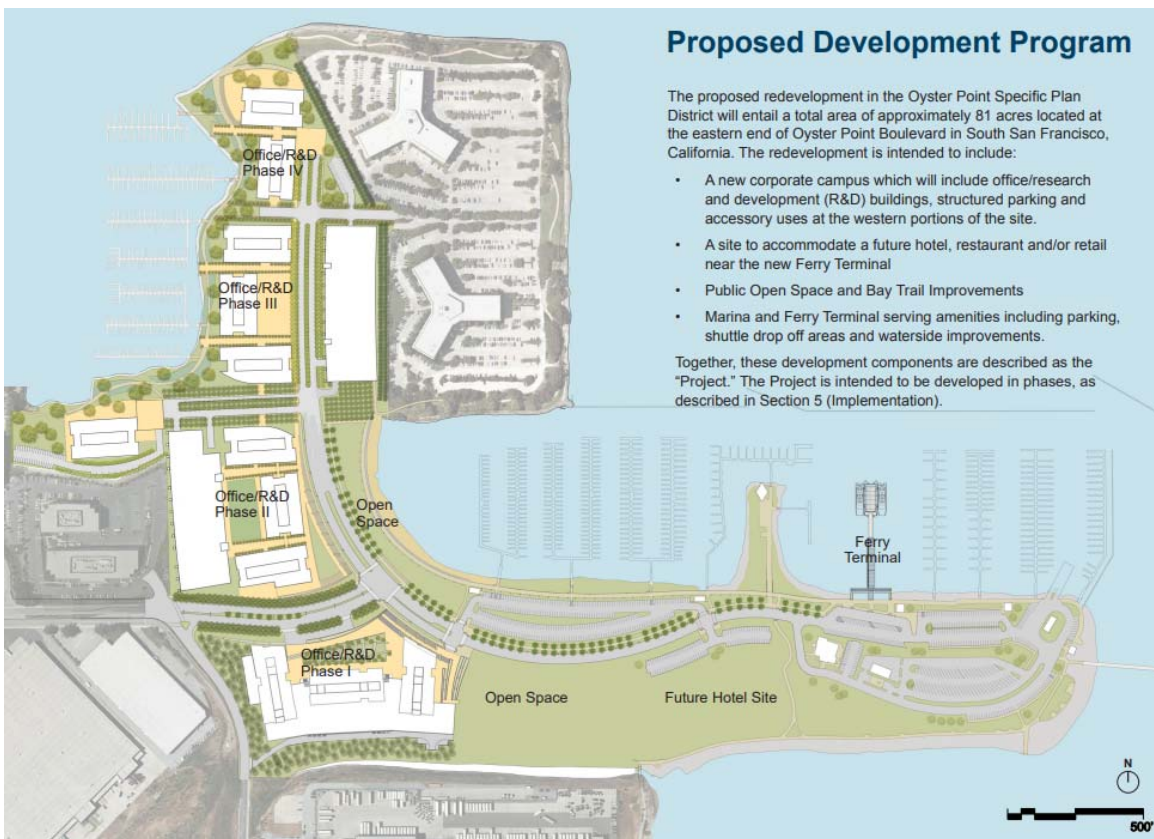 Proposed Development Program
The proposed redevelopment in the Oyster Point Specific Plan
District will entail a total area of approximately 81 acres located at
the eastern end of Oyster Point Boulevard in South San Francisco,
California. The redevelopment is intended to include:
• A new corporate campus which will include office/research
and development (R&D) buildings, structured parking and
accessory uses at the western portions of the site.
• A site to accommodate a future hotel, restaurant and/or retail
near the new Ferry Terminal
• Public Open Space and Bay Trail Improvements
• Marina and Ferry Terminal serving amenities including parking,
shuttle drop off areas and waterside improvements.
Together, these development components are described as the
“Project.” The Project is intended to be developed in phases, as
described in Section 5 (Implementation).
Office/R&D
Phase IV
Office/R&D
Phase III
Office/R&D
Phase II
Open
Space
Ferry
Terminal
Office/R&D
Phase I
Open Space
Future Hotel Site
N
500'